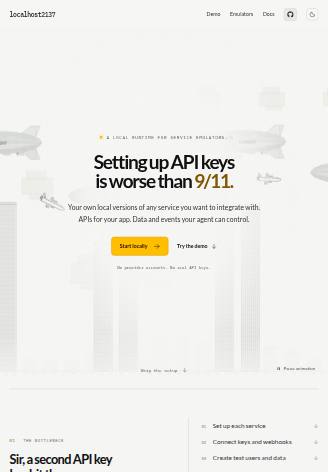 localhost2137
Demo Emulators Docs
A LOCAL RUNTIME FOR SERVICE EMULATORS.
Setting up API keys
is worse than 9/11.
Your own local versions of any service you want to integrate with.
APIs for your app. Data and events your agent can control.
Start locally → Try the demo ↓
No provider accounts. No real API keys.
Skip the setup ↓
Pause animation
01 THE BOTTLENECK
Sir, a second API key
01 Set up each service ↓
02 Connect keys and webhooks ↓
03 Create test users and data ↓